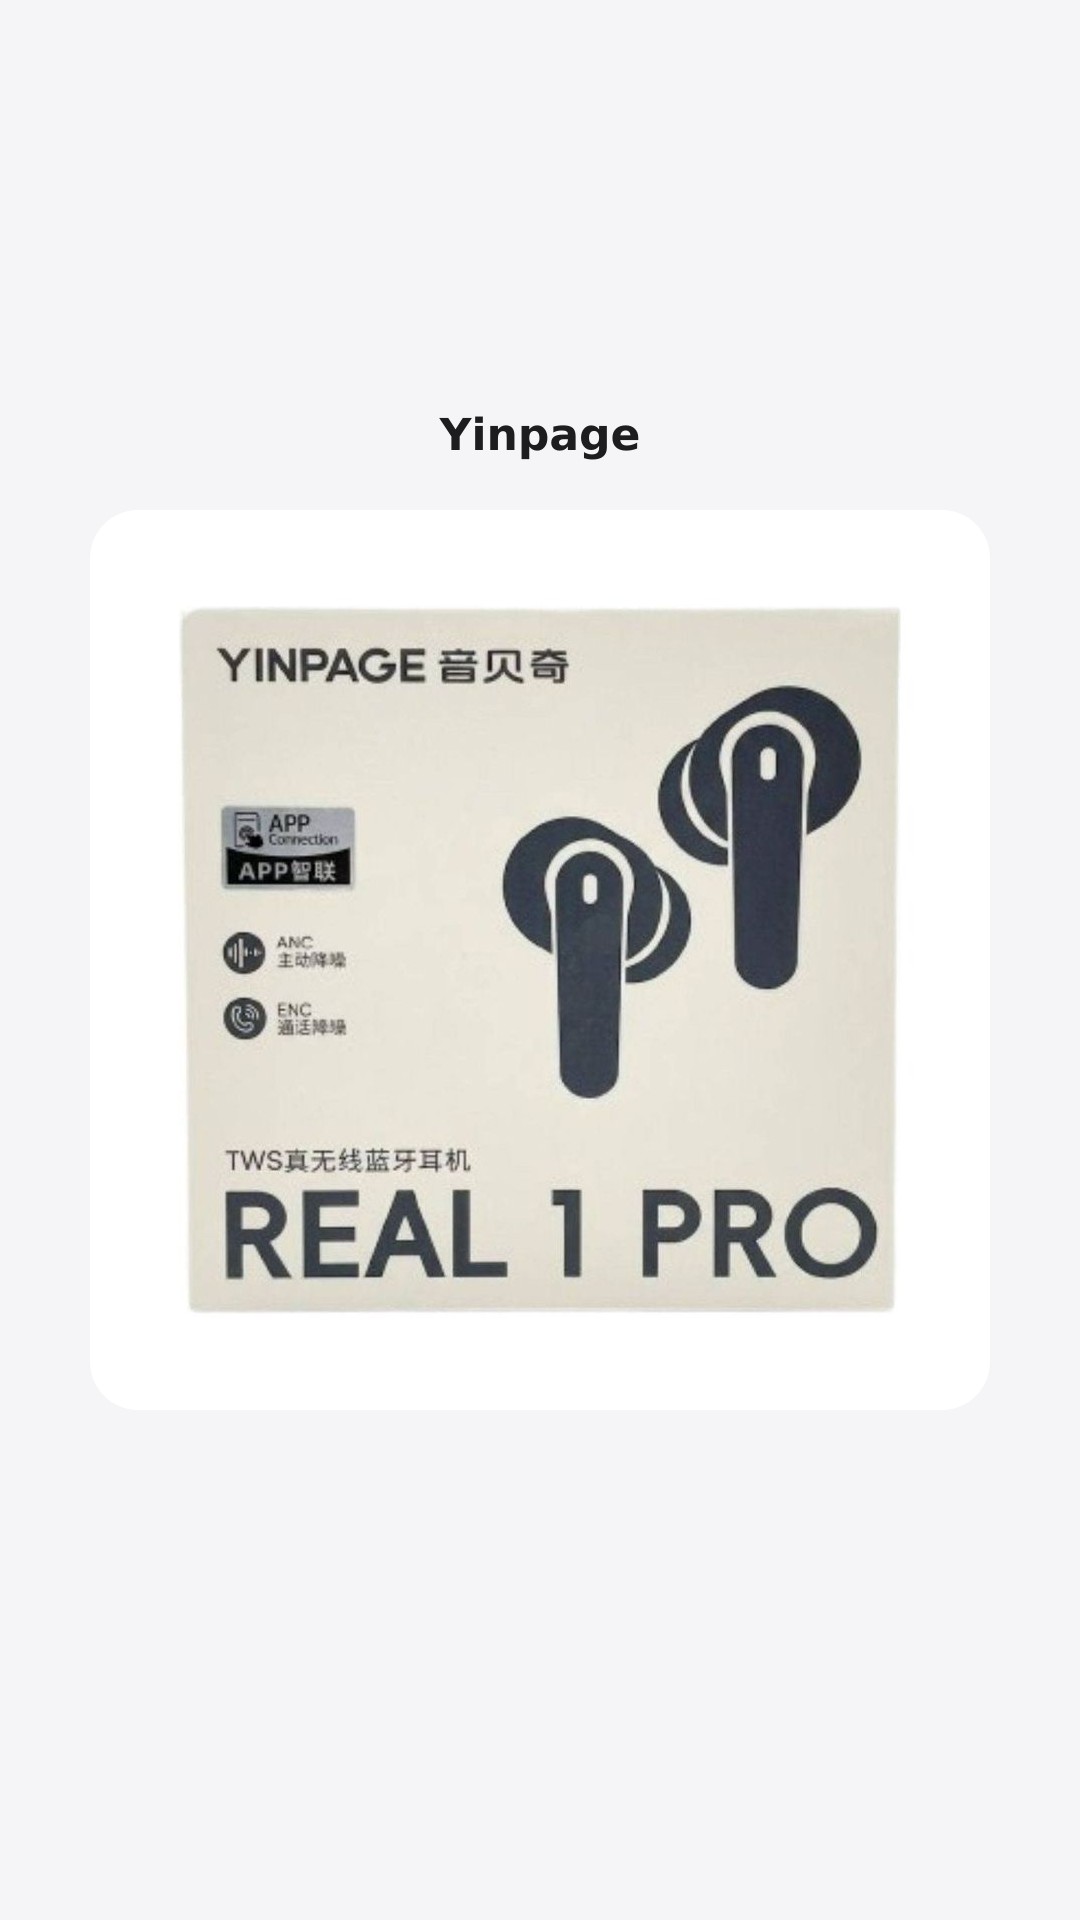 Yinpage
YINPAGE 音贝奇
APP
Connection
APP智联
ANC
主动降噪
ENC
通话降噪
TWS真无线蓝牙耳机
REAL 1 PRO